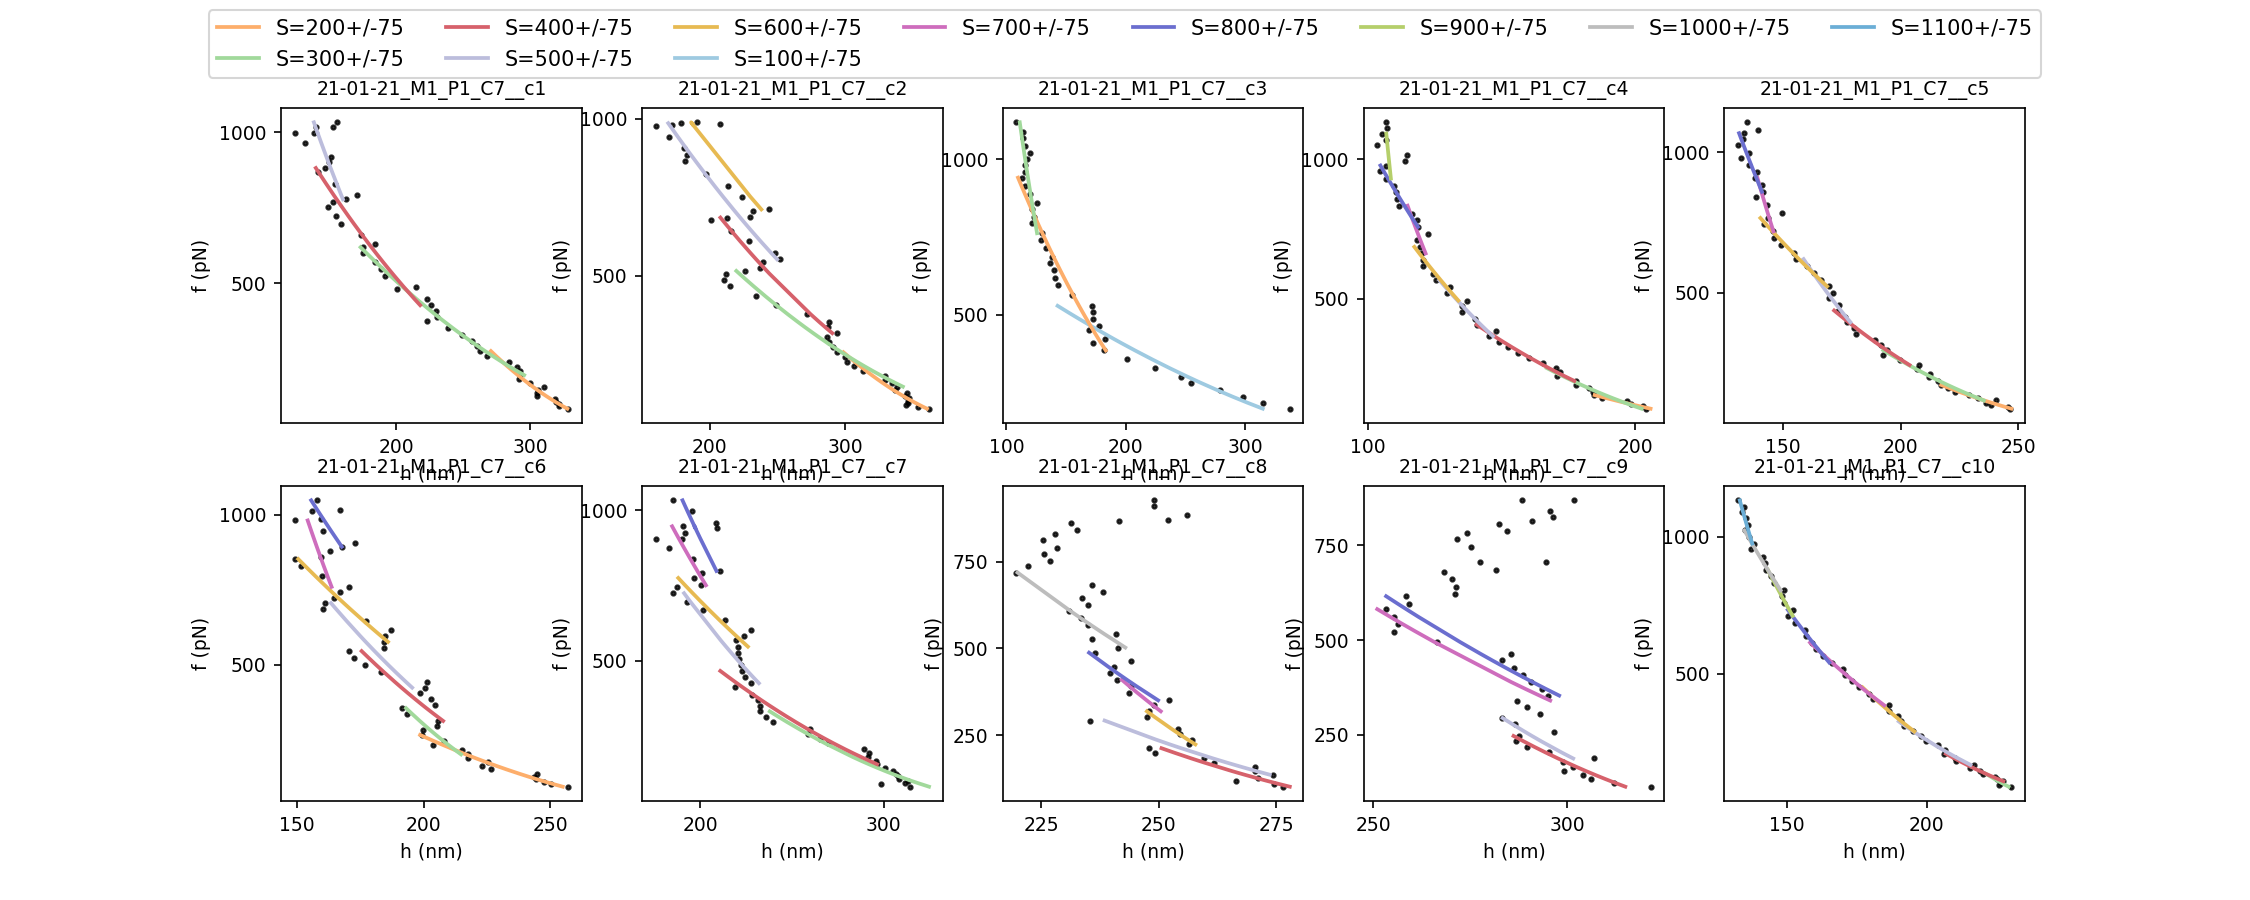 S=200+/-75 S=400+/-75 S=600+/-75 S=700+/-75 S=800+/-75 S=900+/-75 S=1000+/-75 S=1100+/-75
S=300+/-75 S=500+/-75 S=100+/-75
21-01-21_M1_P1_C7__c1 21-01-21_M1_P1_C7__c2 21-01-21_M1_P1_C7__c3 21-01-21_M1_P1_C7__c4 21-01-21_M1_P1_C7__c5
1000 1000 1000 1000 1000
f (pN) f (pN) f (pN) f (pN) f (pN)
500 500 500 500 500
200 300 200 300 100 200 300 100 200 150 200 250
h (nm) h (nm) h (nm) h (nm) h (nm)
21-01-21_M1_P1_C7__c6 21-01-21_M1_P1_C7__c7 21-01-21_M1_P1_C7__c8 21-01-21_M1_P1_C7__c9 21-01-21_M1_P1_C7__c10
1000 1000 750 750 1000
f (pN) f (pN) f (pN) f (pN) f (pN)
500 500 500 500 500
250 250
150 200 250 200 300 225 250 275 250 300 150 200
h (nm) h (nm) h (nm) h (nm) h (nm)